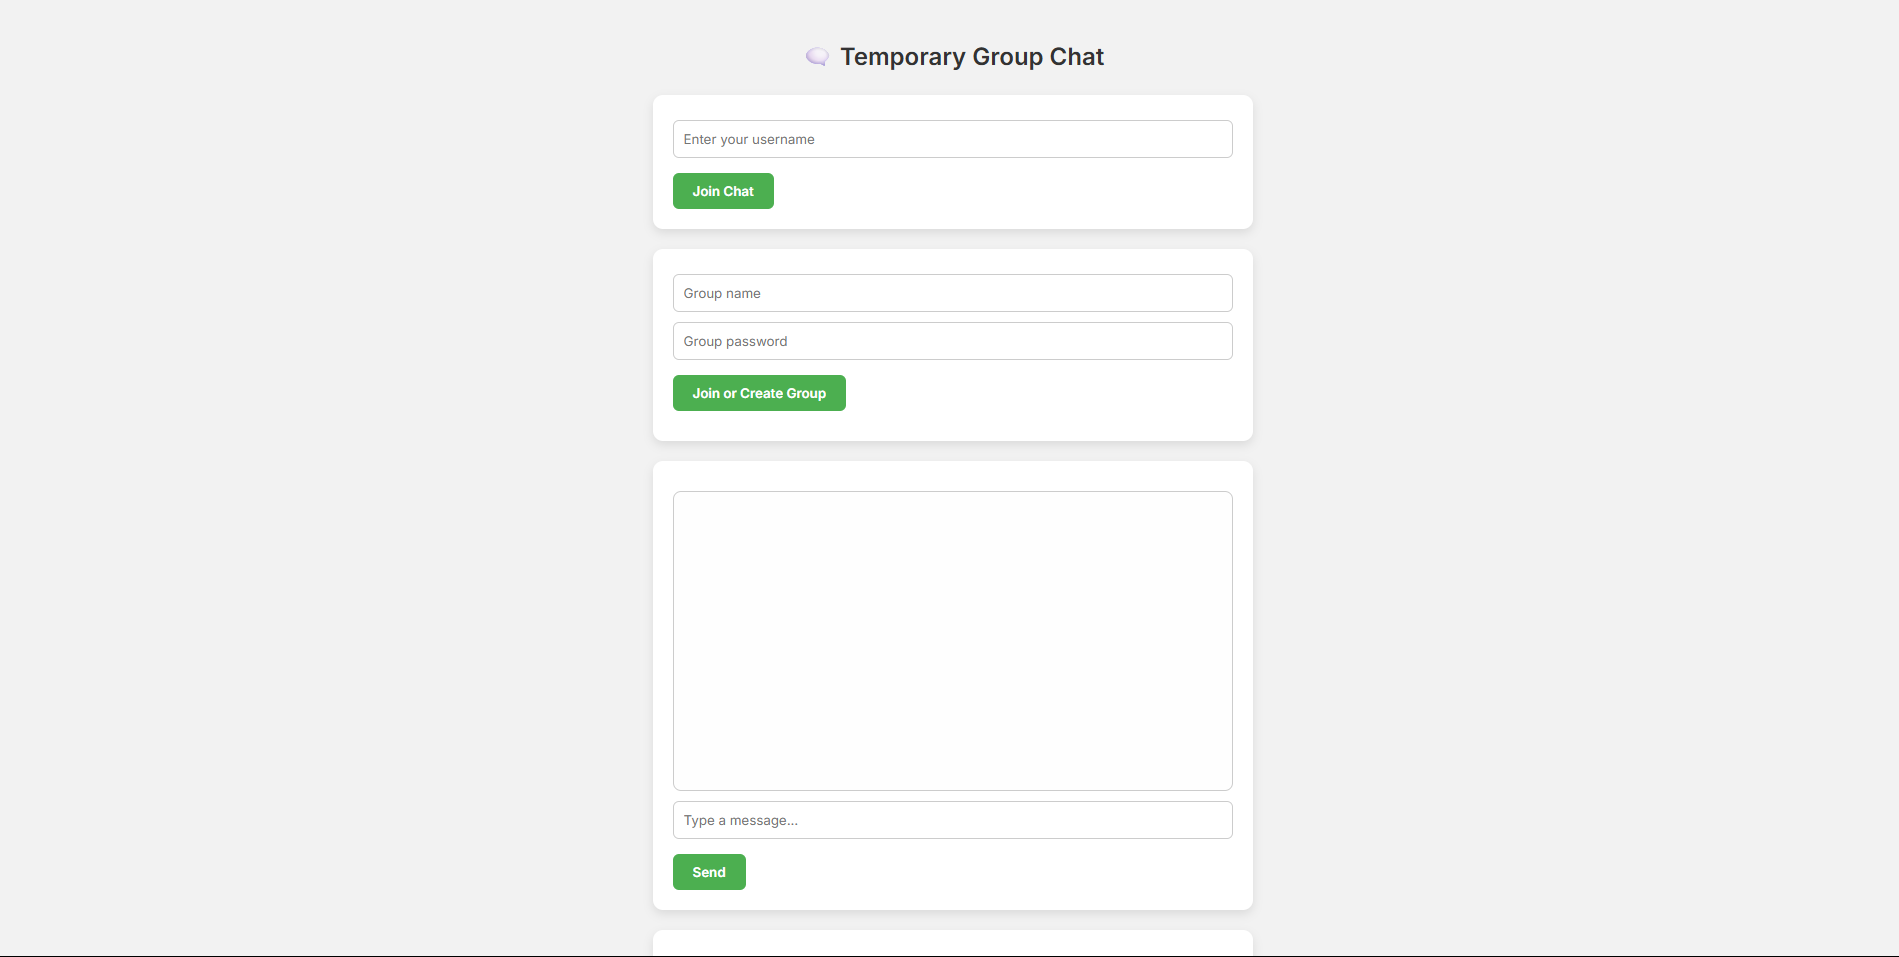 Temporary Group Chat
Enter your username
Join Chat
Group name
Group password
Join or Create Group
Type a message...
Send